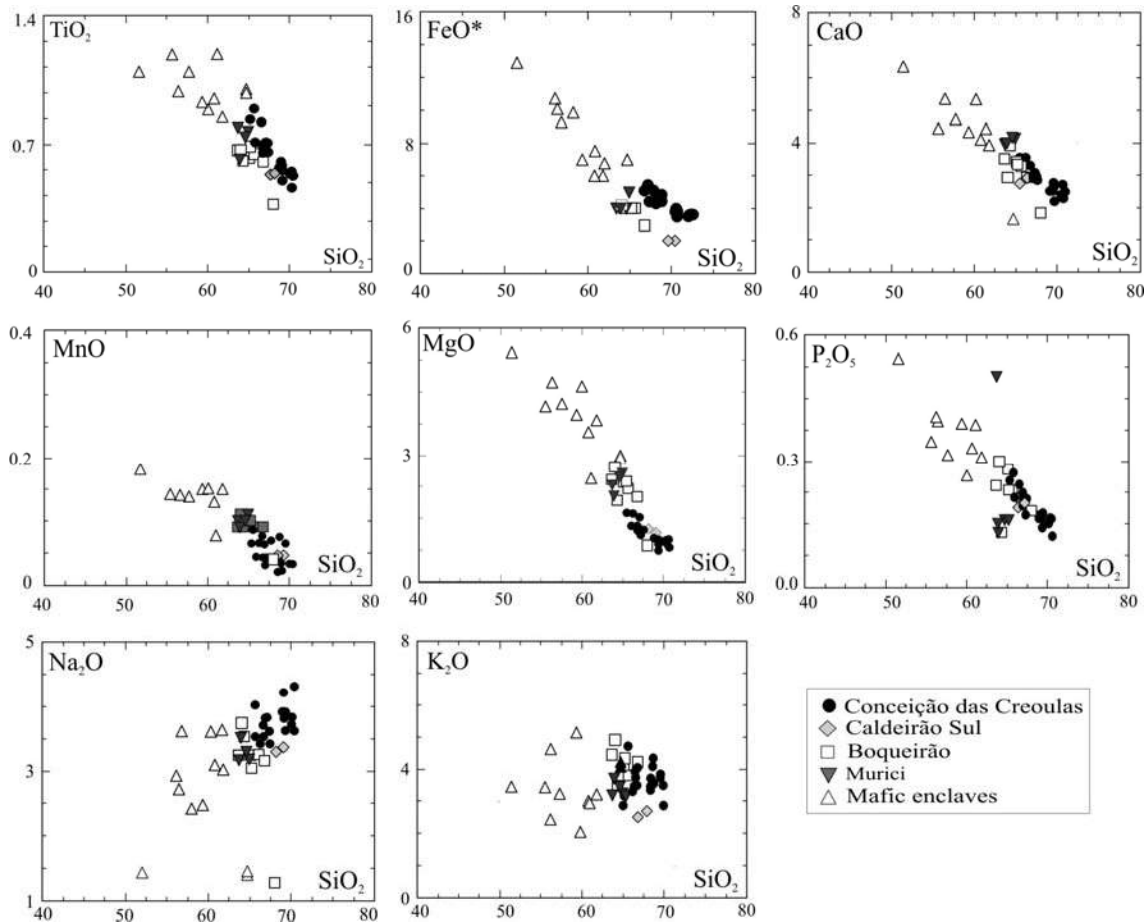 1.4
TiO2
0.7
0
SiO2
40 50 60 70 80
16
FeO*
8
4
0
SiO2
40 50 60 70 80
8
CaO
4
0
SiO2
40 50 60 70 80
0.4
MnO
0.2
0
SiO2
40 50 60 70 80
6
MgO
3
0
SiO2
40 50 60 70 80
0.6
P2O5
0.3
0.0
SiO2
40 50 60 70 80
5
Na2O
3
1
SiO2
40 50 60 70 80
8
K2O
4
0
SiO2
40 50 60 70 80
Conceição das Creoulas
Caldeirão Sul
Boqueirão
Murici
Mafic enclaves